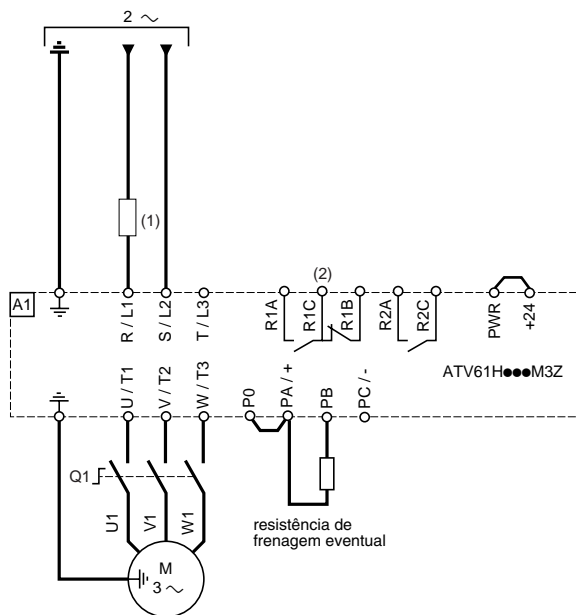 2 ~
(1)
(2)
A1
R / L1
S / L2
T / L3
R1A
R1C
R1B
R2A
R2C
PWR
+24
ATV61H●●●M3Z
U / T1
V / T2
W / T3
P0
PA / +
PB
PC / -
Q1
U1
V1
W1
resistência de
frenagem eventual
M
3 ~